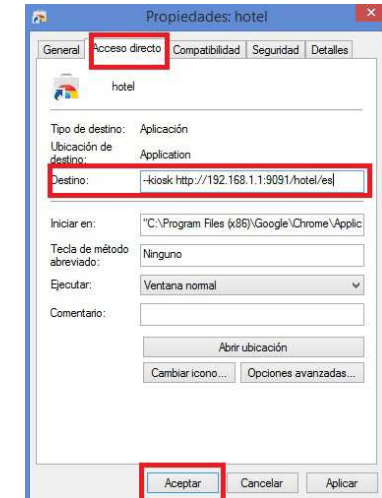 Propiedades: hotel
General Acceso directo Compatibilidad Seguridad Detalles
hotel
Tipo de destino: Aplicación
Ubicación de destino: Application
Destino: --kiosk http://192.168.1.1:9091/hotel/es
Iniciar en: "C:\Program Files (x86)\Google\Chrome\Applic
Tecla de método abreviado: Ninguno
Ejecutar: Ventana normal
Comentario:
Abrir ubicación
Cambiar icono... Opciones avanzadas...
Aceptar Cancelar Aplicar